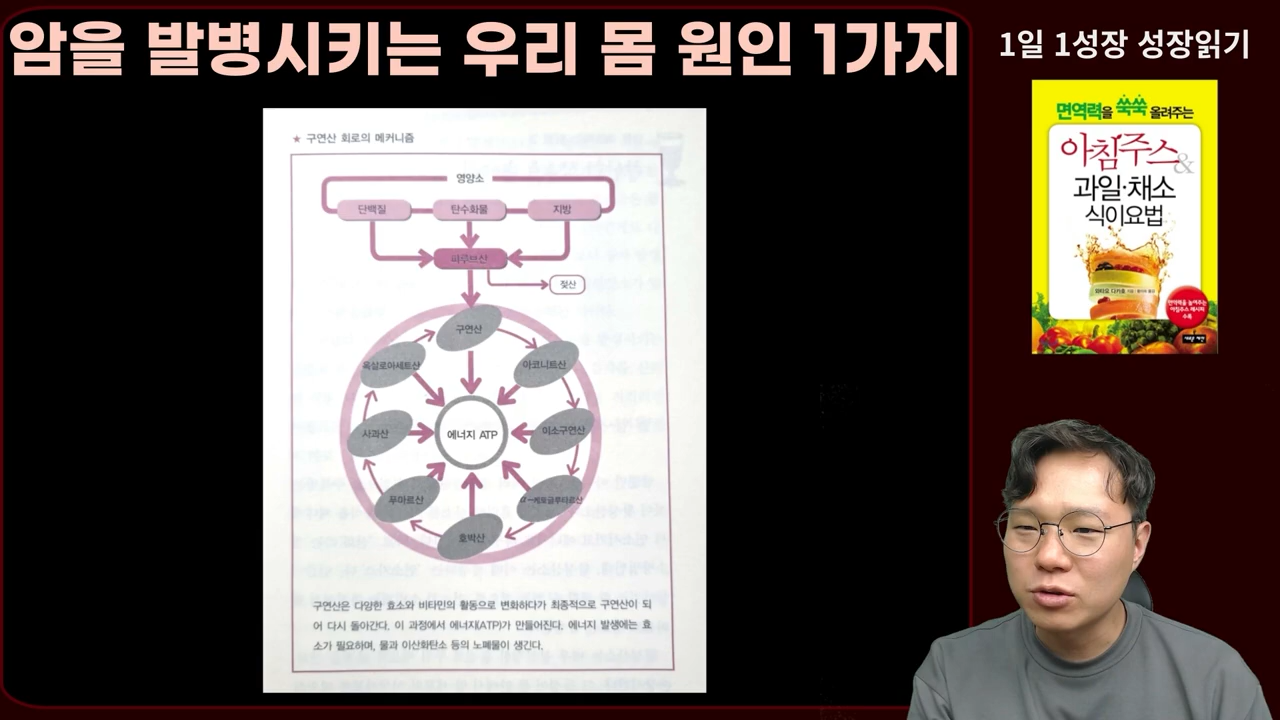 암을 발병시키는 우리 몸 원인 1가지
1일 1성장 성장읽기
면역력을 쑥쑥 올려주는
아침주스&
과일·채소
식이요법
★ 구연산 회로의 메커니즘
영양소
단백질 탄수화물 지방
피루브산
젖산
구연산
옥살로아세트산 아코니트산
사과산 에너지 ATP 이소구연산
푸마르산 α-케토글루타르산
호박산
구연산은 다양한 효소와 비타민의 활동으로 변화하다가 최종적으로 구연산이 되
어 다시 돌아간다. 이 과정에서 에너지(ATP)가 만들어진다. 에너지 발생에는 효
소가 필요하며, 물과 이산화탄소 등의 노폐물이 생긴다.